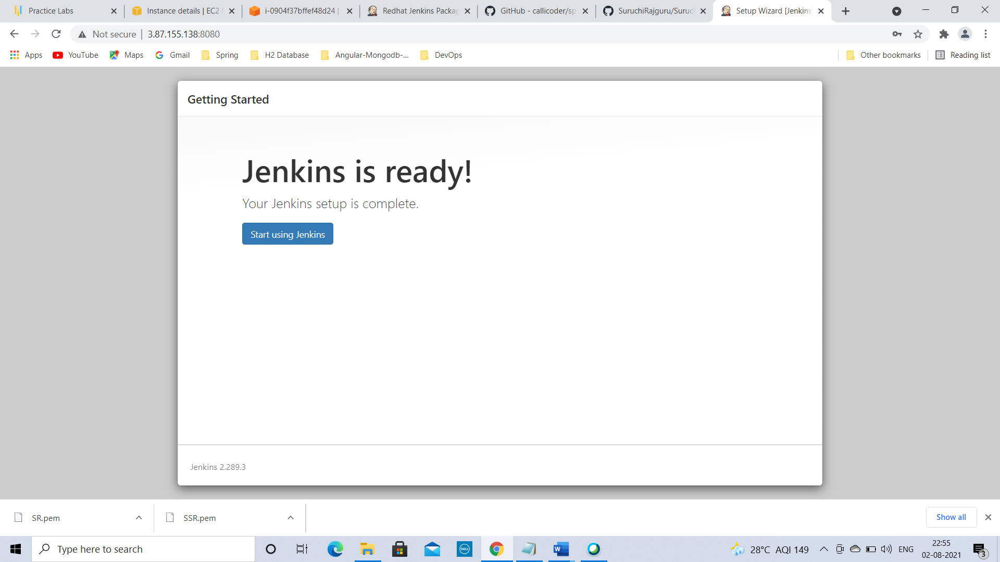 Practice Labs
Instance details | EC2
i-0904f37bffef48d24 |
Redhat Jenkins Packag
GitHub - callicoder/sp
SuruchiRajguru/Suruc
Setup Wizard [Jenkins
Not secure | 3.87.155.138:8080
Apps YouTube Maps Gmail Spring H2 Database Angular-Mongodb-... DevOps Other bookmarks Reading list
Getting Started
Jenkins is ready!
Your Jenkins setup is complete.
Start using Jenkins
Jenkins 2.289.3
SR.pem
SSR.pem
Show all
Type here to search
DELL
W
28°C AQI 149
ENG
22:55
02-08-2021
3